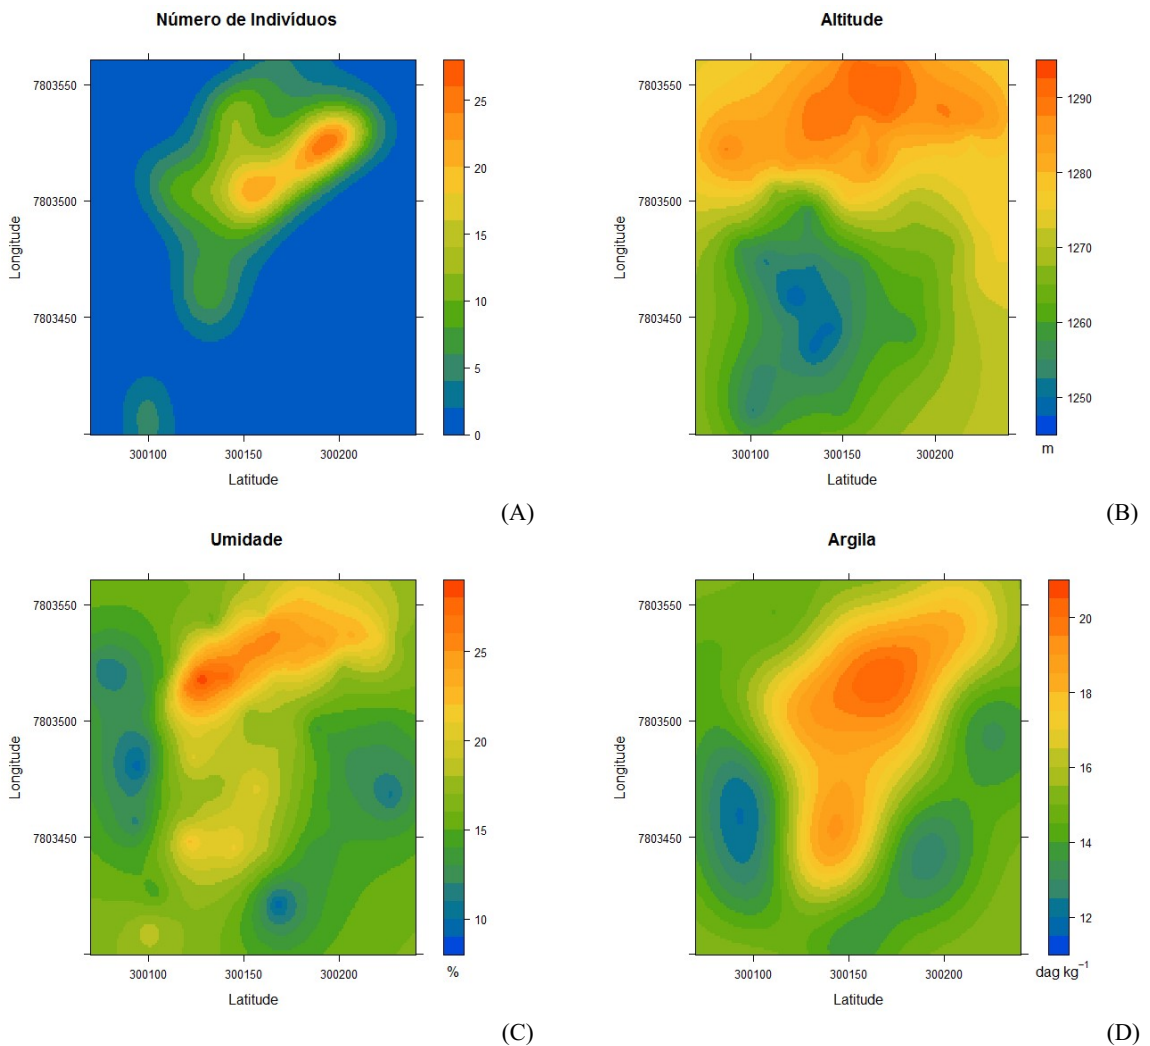 Número de Indivíduos
7803550
7803500
7803450
Longitude
300100
300150
300200
Latitude
25
20
15
10
5
0
(A)
Altitude
7803550
7803500
7803450
Longitude
300100
300150
300200
Latitude
1290
1280
1270
1260
1250
m
(B)
Umidade
7803550
7803500
7803450
Longitude
300100
300150
300200
Latitude
25
20
15
10
%
(C)
Argila
7803550
7803500
7803450
Longitude
300100
300150
300200
Latitude
20
18
16
14
12
dag kg⁻¹
(D)